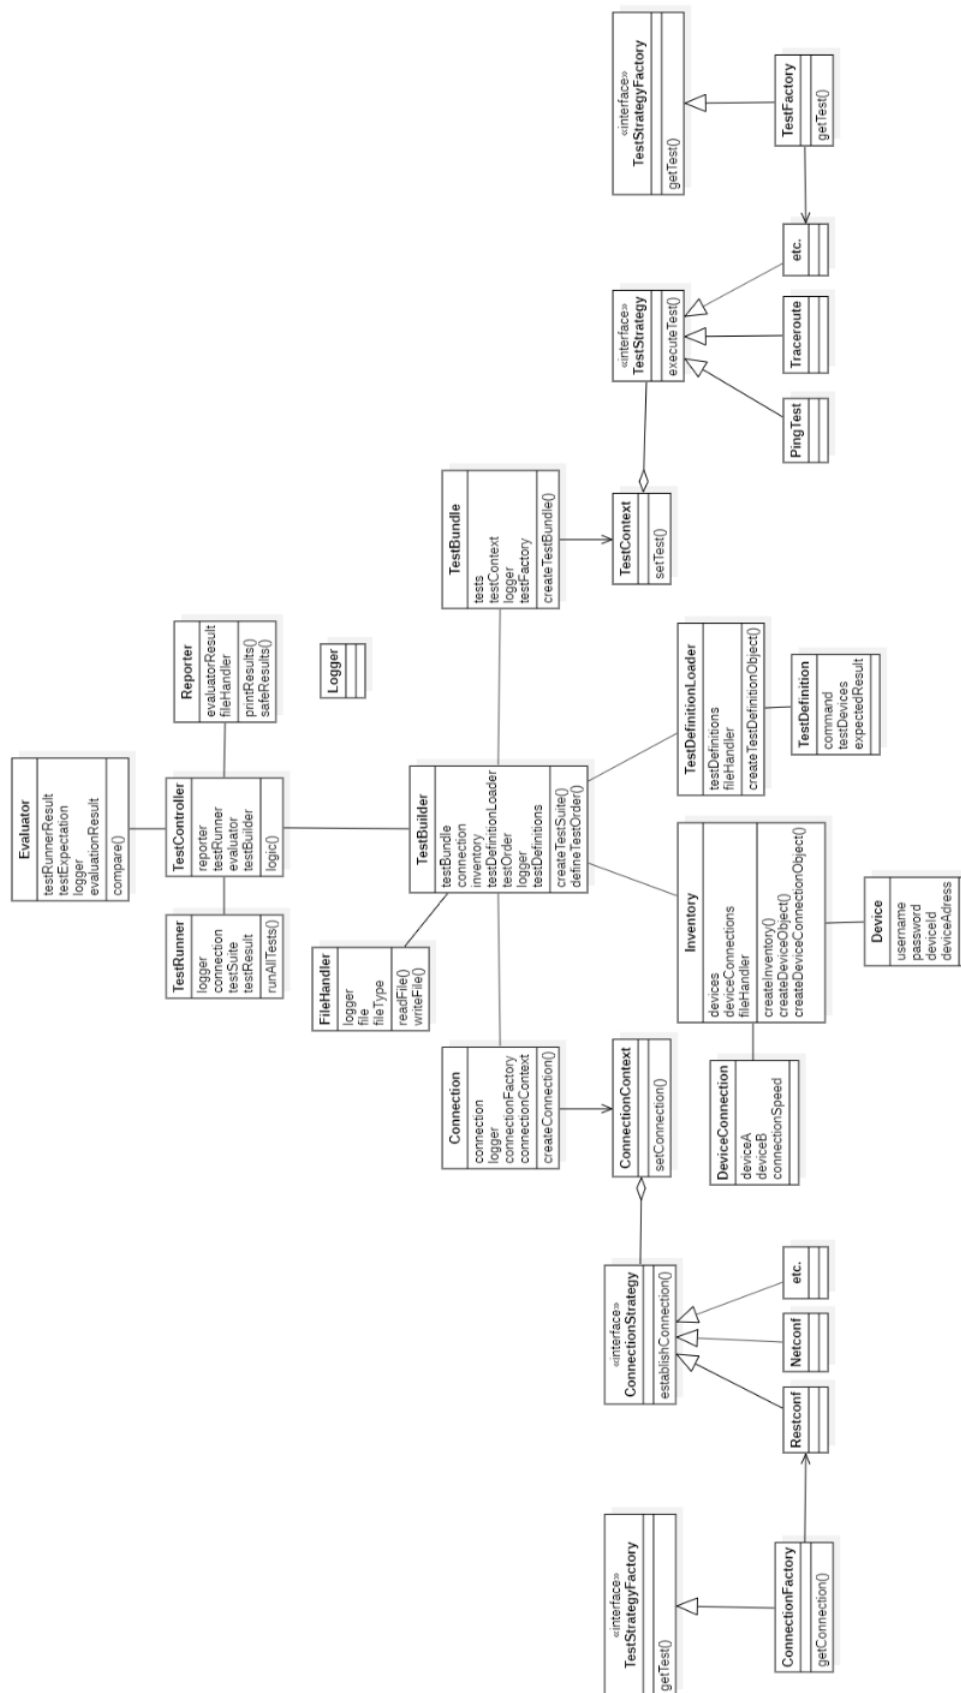 Evaluator
testRunnerResult
testExpectation
logger
evaluationResult
compare()
TestRunner
logger
connection
testSuite
testResult
runAllTests()
TestController
reporter
testRunner
evaluator
testBuilder
logic()
Reporter
evaluatorResult
fileHandler
printResults()
safeResults()
Logger
FileHandler
logger
file
fileType
readFile()
writeFile()
Connection
connection
logger
connectionFactory
connectionContext
createConnection()
TestBuilder
testBundle
connection
inventory
testDefinitionLoader
testOrder
logger
testDefinitions
createTestSuite()
defineTestOrder()
TestBundle
tests
testContext
logger
testFactory
createTestBundle()
«interface»
TestStrategyFactory
getTest()
«interface»
ConnectionStrategy
establishConnection()
ConnectionContext
setConnection()
TestContext
setTest()
«interface»
TestStrategy
executeTest()
«interface»
TestStrategyFactory
getTest()
DeviceConnection
deviceA
deviceB
connectionSpeed
Inventory
devices
deviceConnections
fileHandler
createInventory()
createDeviceObject()
createDeviceConnectionObject()
TestDefinitionLoader
testDefinitions
fileHandler
createTestDefinitionObject()
ConnectionFactory
getConnection()
Restconf
Netconf
etc.
Device
username
password
deviceId
deviceAdress
TestDefinition
command
testDevices
expectedResult
PingTest
Traceroute
etc.
TestFactory
getTest()